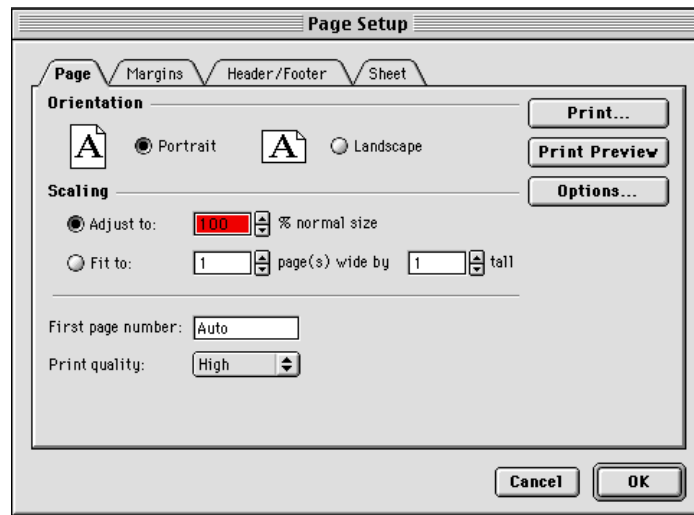 Page Setup
Page Margins Header/Footer Sheet
Orientation
Print...
A Portrait A Landscape
Print Preview
Scaling
Options...
Adjust to: 100 % normal size
Fit to: 1 page(s) wide by 1 tall
First page number: Auto
Print quality: High
Cancel OK